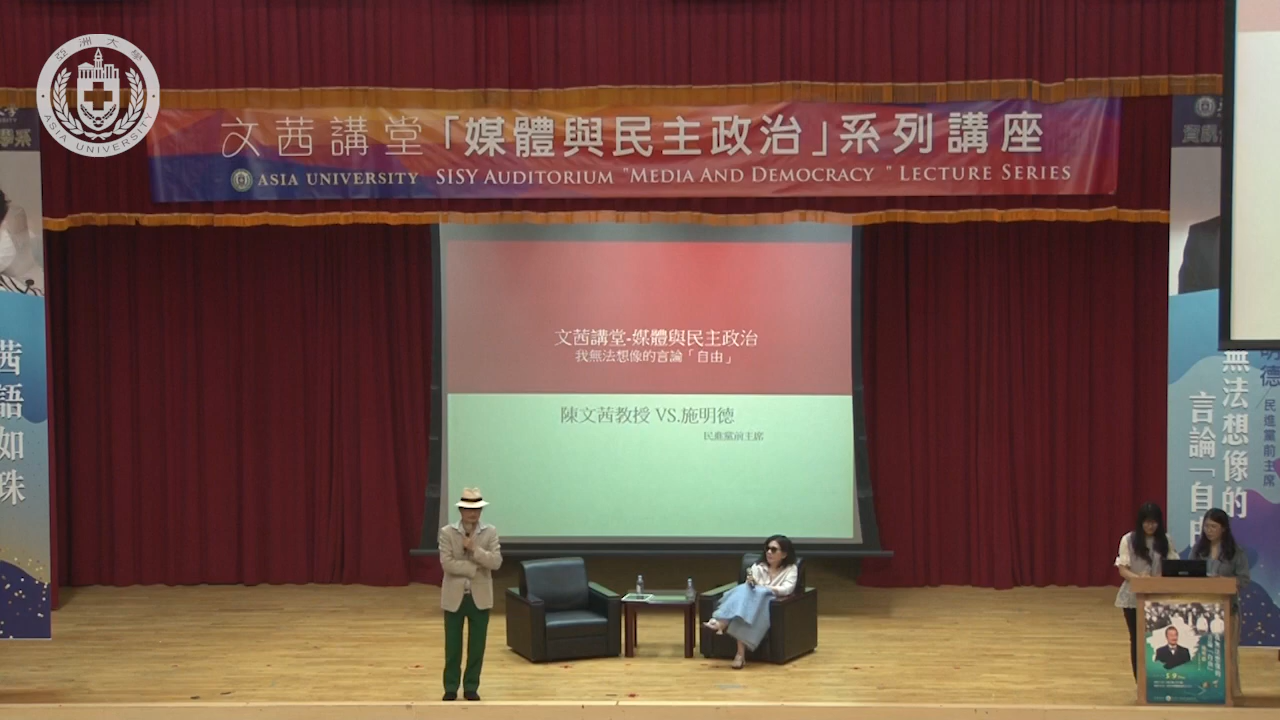 亞洲大學
ASIA UNIVERSITY
文茜講堂「媒體與民主政治」系列講座
ASIA UNIVERSITY SISY AUDITORIUM "MEDIA AND DEMOCRACY " LECTURE SERIES
文茜講堂-媒體與民主政治
我無法想像的言論「自由」
陳文茜教授 VS.施明德
民進黨前主席
茜語如珠
明德
民進黨前主席
無法想像的
言論「自由